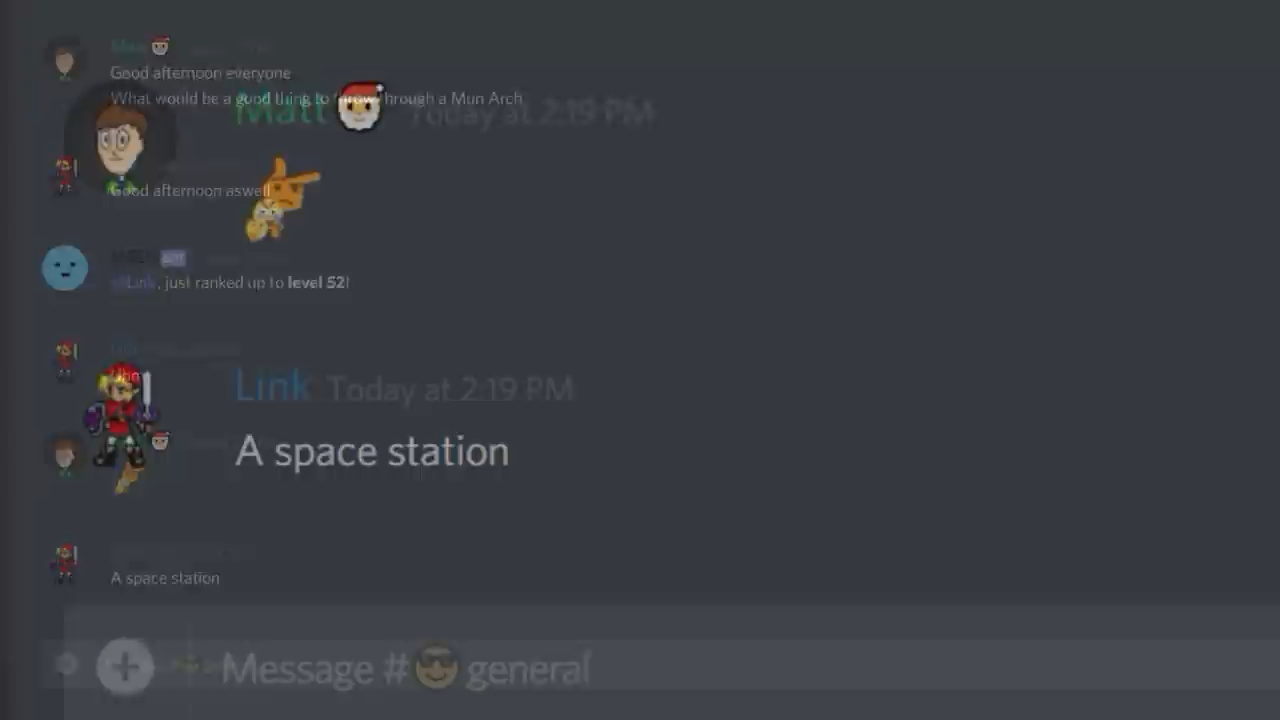 Matt
Good afternoon everyone
What would be a good thing to throw through a Mun Arch
Matt Today at 2:19 PM
Good afternoon aswell
BOT
@Link, just ranked up to level 52!
Link Today at 2:19 PM
A space station
A space station
Message # general